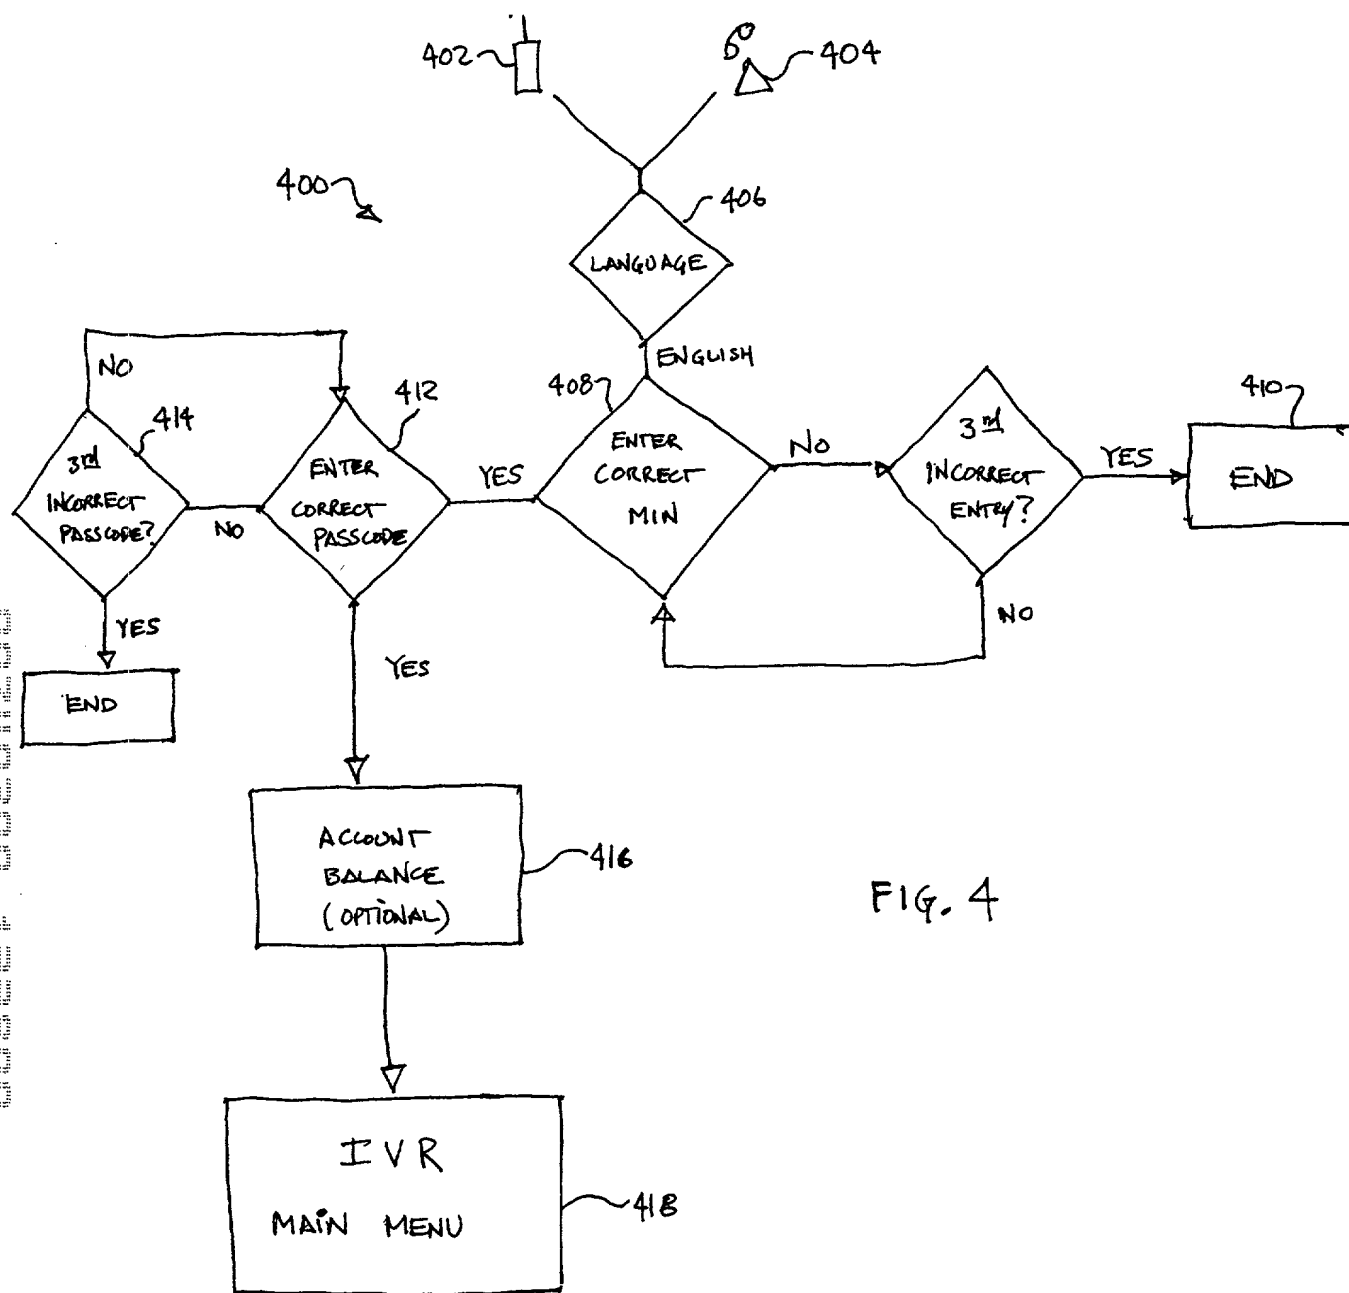 402
404
400
406
LANGUAGE
ENGLISH
NO
414
412
408
410
3rd
INCORRECT
PASSCODE?
NO
ENTER
CORRECT
PASSCODE
YES
ENTER
CORRECT
MIN
NO
3rd
INCORRECT
ENTRY?
YES
END
YES
END
YES
NO
ACCOUNT
BALANCE
(OPTIONAL)
416
FIG. 4
IVR
MAIN MENU
418